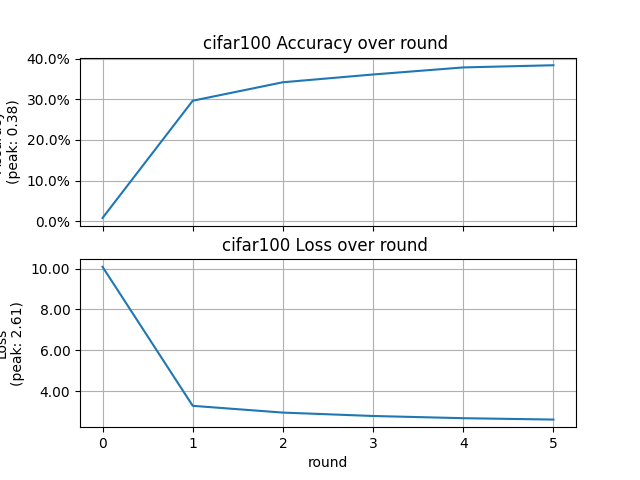 cifar100 Accuracy over round
40.0%
30.0%
20.0%
10.0%
0.0%
(peak: 0.38)
cifar100 Loss over round
10.00
8.00
6.00
4.00
Loss
(peak: 2.61)
0 1 2 3 4 5
round